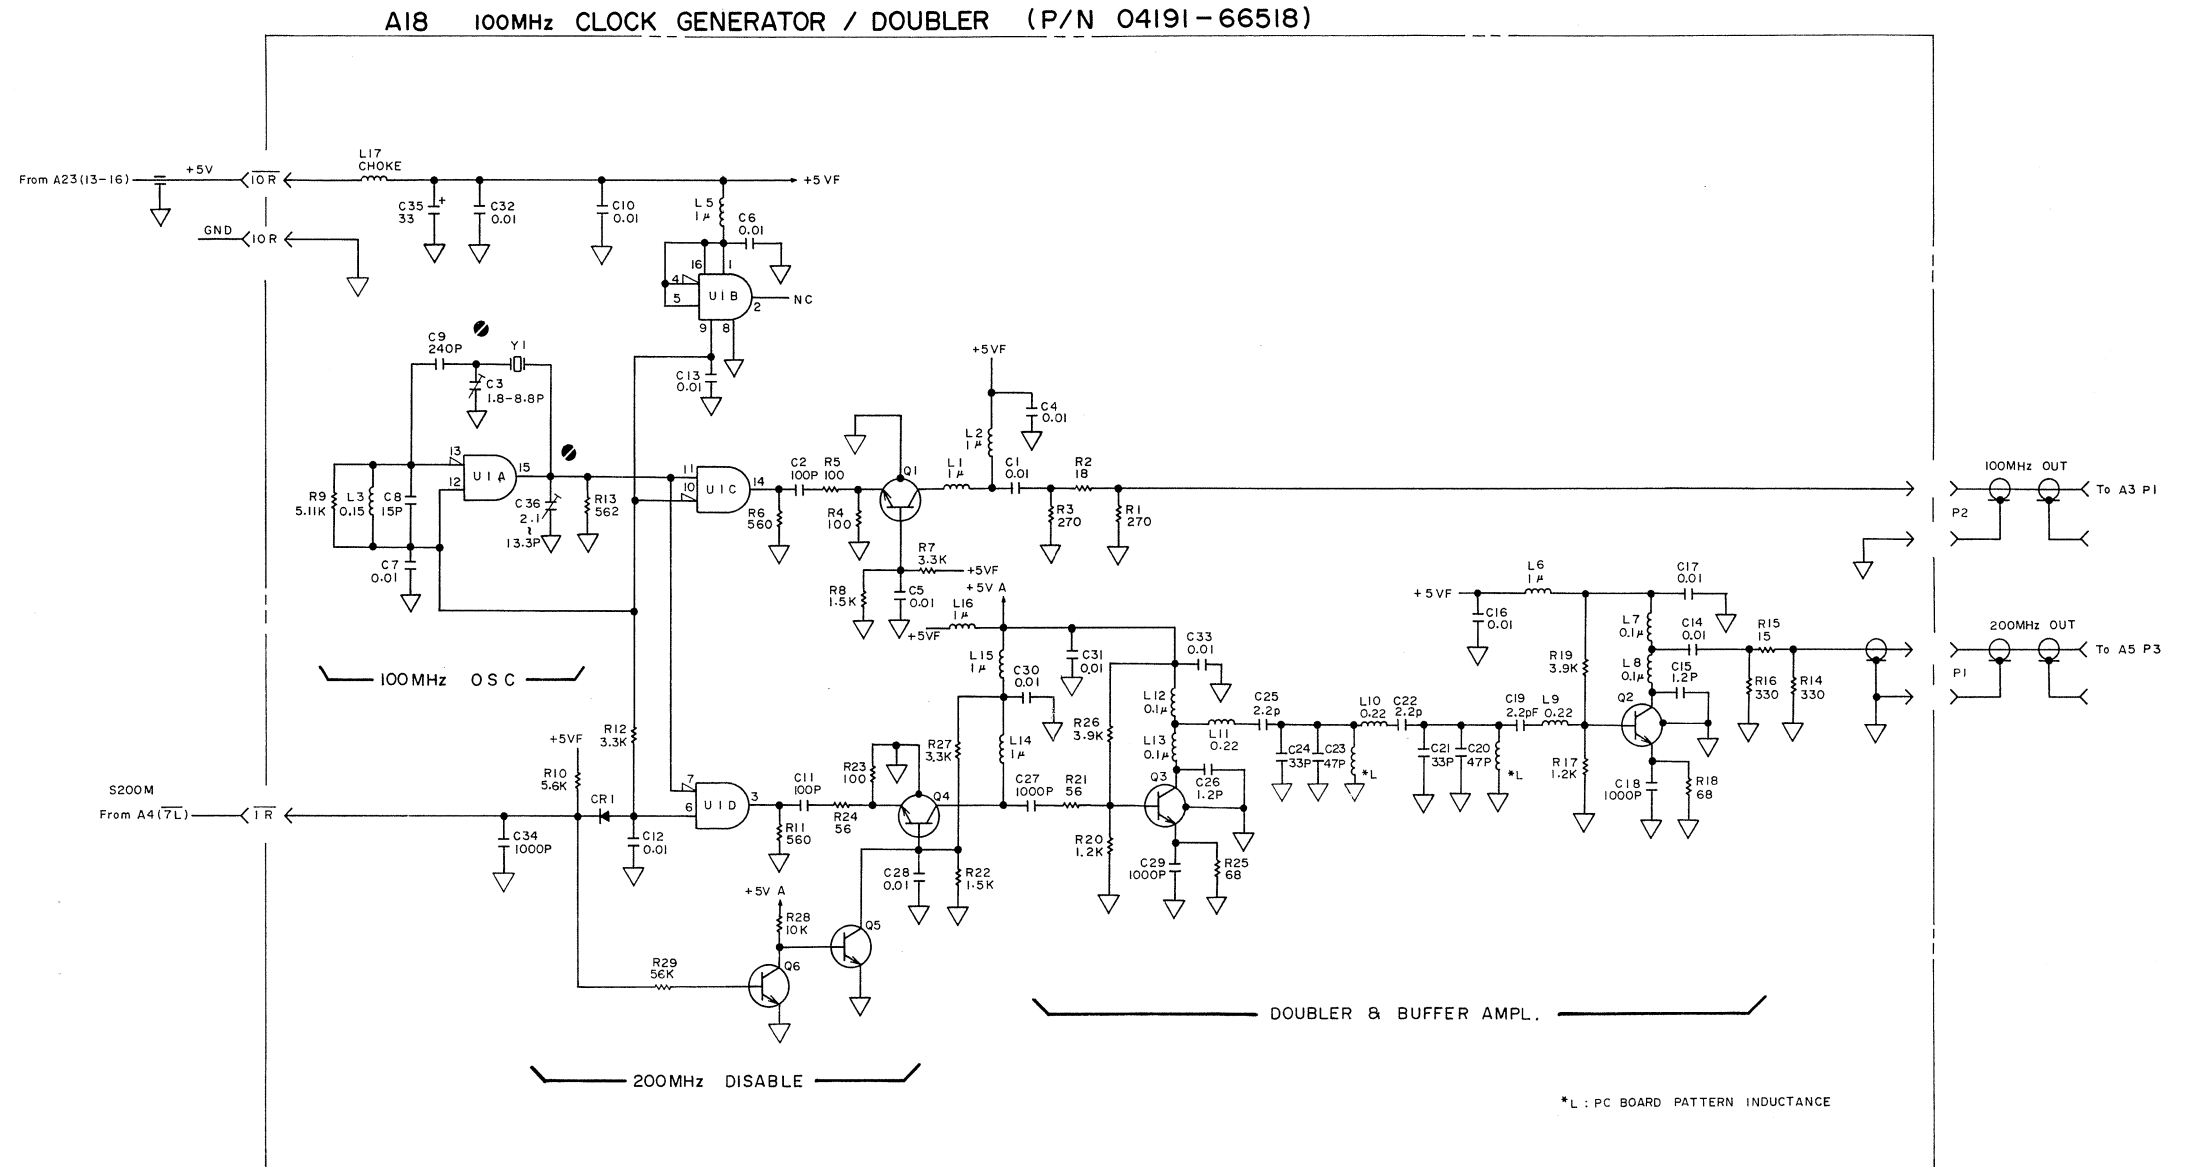 A18 100MHz CLOCK GENERATOR / DOUBLER (P/N 04191-66518)
L17
CHOKE
From A23(13-16)
+5V
10R
+5VF
C35
33
+
C32
0.01
C10
0.01
L5
1µ
C6
0.01
GND
10R
16
1
4
5
U1B
2
NC
9
8
C13
0.01
C9
240P
Y1
C3
1.8-8.8P
13
12
U1A
15
R9
5.11K
L3
0.15
C8
15P
C36
2.1
~
13.3P
R13
562
C7
0.01
11
10
U1C
14
C2
100P
R5
100
R6
560
R4
100
Q1
L1
1µ
+5VF
L2
1µ
C4
0.01
C1
0.01
R2
18
R3
270
R1
270
100MHz OUT
To A3 P1
P2
R7
3.3K
+5VF
R8
1.5K
C5
0.01
+5V A
L16
1µ
+5VF
L15
1µ
C31
0.01
C30
0.01
C33
0.01
L6
1µ
C17
0.01
+5VF
C16
0.01
L7
0.1µ
C14
0.01
R15
15
200MHz OUT
To A5 P3
P1
R19
3.9K
L8
0.1µ
C15
1.2P
R16
330
R14
330
100MHz OSC
L12
0.1µ
C25
2.2p
L10
0.22
C22
2.2p
C19
2.2pF
L9
0.22
Q2
R26
3.9K
L13
0.1µ
L11
0.22
C24
33P
C23
47P
*L
C21
33P
C20
47P
*L
R17
1.2K
C18
1000P
R18
68
R12
3.3K
+5VF
R10
5.6K
CR1
R27
3.3K
L14
1µ
R23
100
Q4
C27
1000P
R21
56
Q3
C26
1.2P
S200M
From A4(7L)
1R
7
6
U1D
3
C11
100P
R24
56
R11
560
C34
1000P
C12
0.01
R20
1.2K
C29
1000P
R25
68
C28
0.01
R22
1.5K
+5V A
R28
10K
Q5
R29
56K
Q6
DOUBLER & BUFFER AMPL.
200MHz DISABLE
*L : PC BOARD PATTERN INDUCTANCE